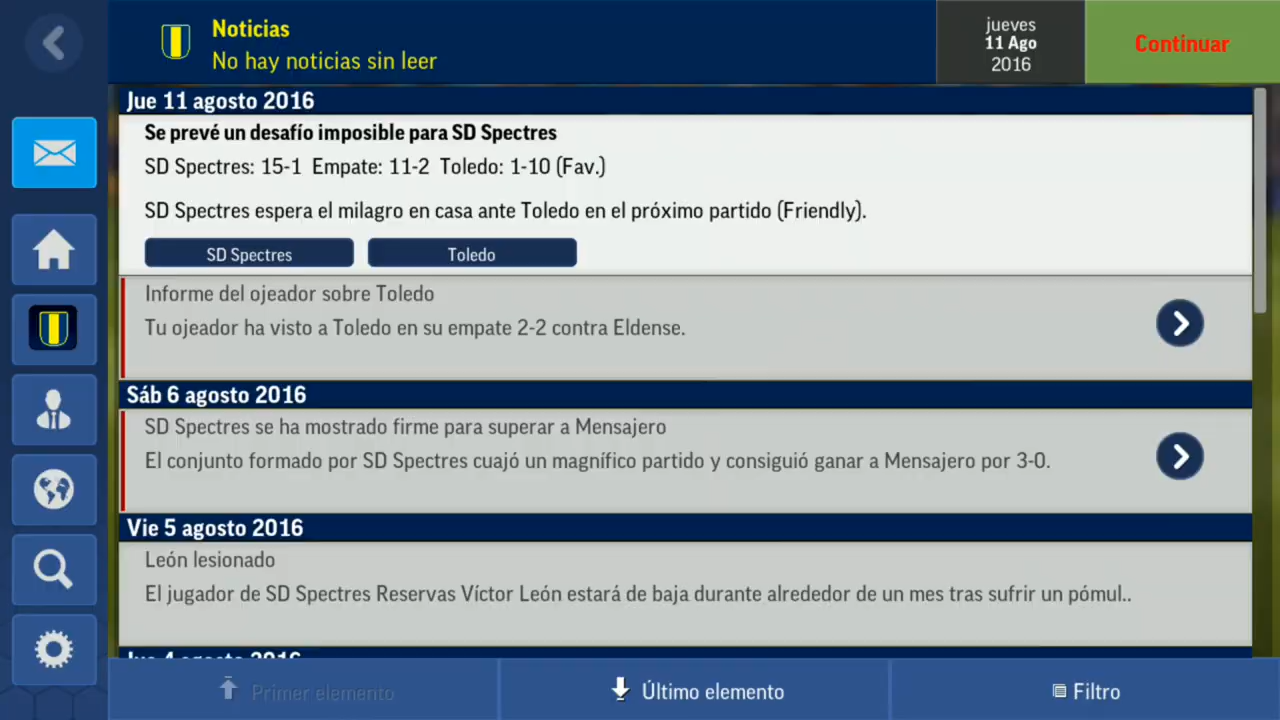 Noticias
No hay noticias sin leer
jueves
11 Ago
2016
Continuar
Jue 11 agosto 2016
Se prevé un desafío imposible para SD Spectres
SD Spectres: 15-1 Empate: 11-2 Toledo: 1-10 (Fav.)
SD Spectres espera el milagro en casa ante Toledo en el próximo partido (Friendly).
SD Spectres Toledo
Informe del ojeador sobre Toledo
Tu ojeador ha visto a Toledo en su empate 2-2 contra Eldense.
Sáb 6 agosto 2016
SD Spectres se ha mostrado firme para superar a Mensajero
El conjunto formado por SD Spectres cuajó un magnífico partido y consiguió ganar a Mensajero por 3-0.
Vie 5 agosto 2016
León lesionado
El jugador de SD Spectres Reservas Víctor León estará de baja durante alrededor de un mes tras sufrir un pómul..
Jue 4 agosto 2016
Primer elemento Último elemento Filtro